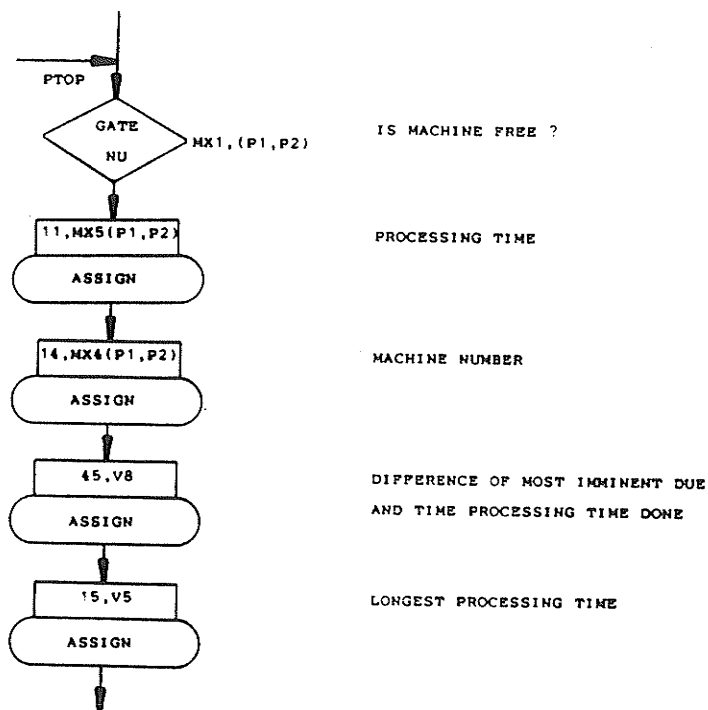 PTOP
GATE
NU
MX1,(P1,P2)
IS MACHINE FREE ?
11,MX5(P1,P2)
PROCESSING TIME
ASSIGN
14,MX4(P1,P2)
MACHINE NUMBER
ASSIGN
45,V8
DIFFERENCE OF MOST IMMINENT DUE
ASSIGN
AND TIME PROCESSING TIME DONE
15,V5
LONGEST PROCESSING TIME
ASSIGN